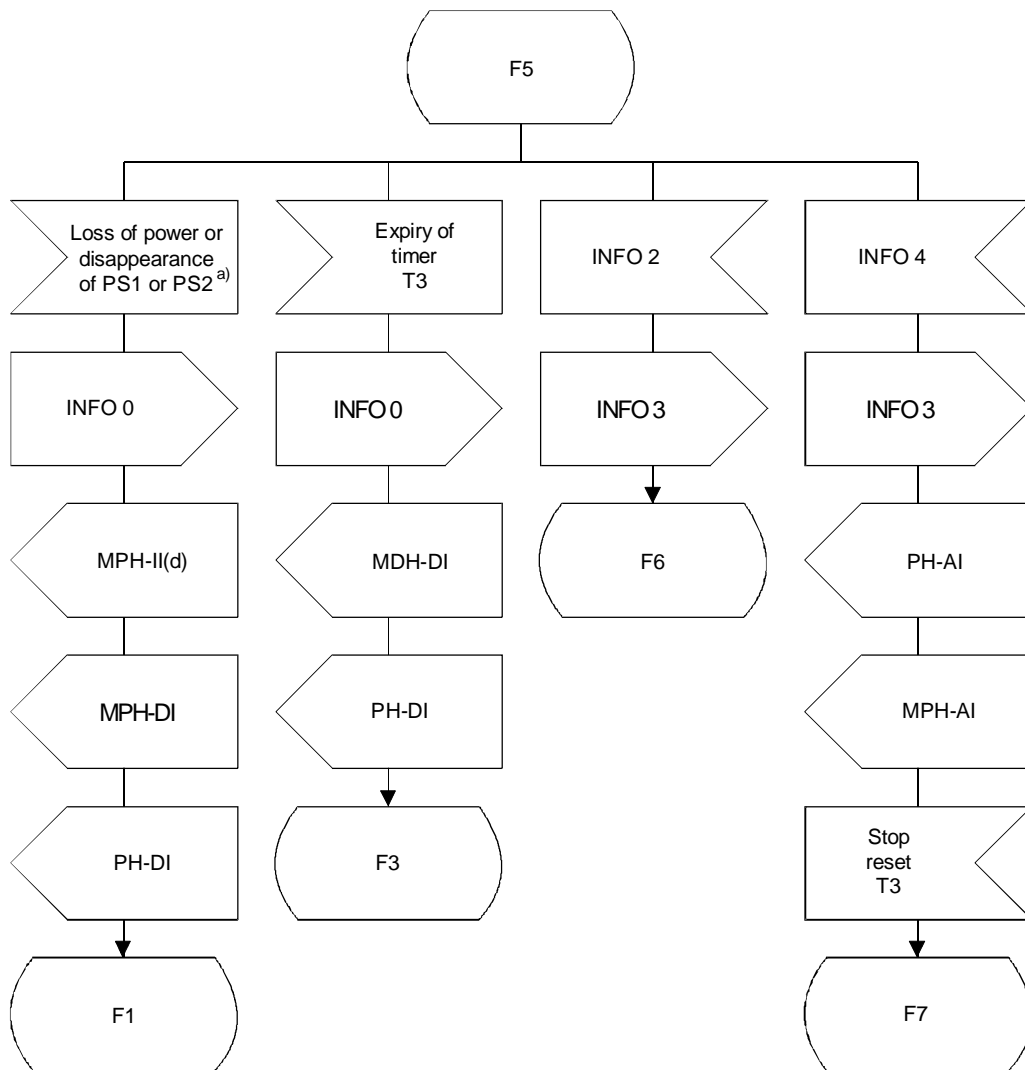 F5
Loss of power or
disappearance
of PS1 or PS2 a)
Expiry of
timer
T3
INFO 2
INFO 4
INFO 0
INFO 0
INFO 3
INFO 3
MPH-II(d)
MDH-DI
F6
PH-AI
MPH-DI
PH-DI
MPH-AI
PH-DI
F3
Stop
reset
T3
F1
F7